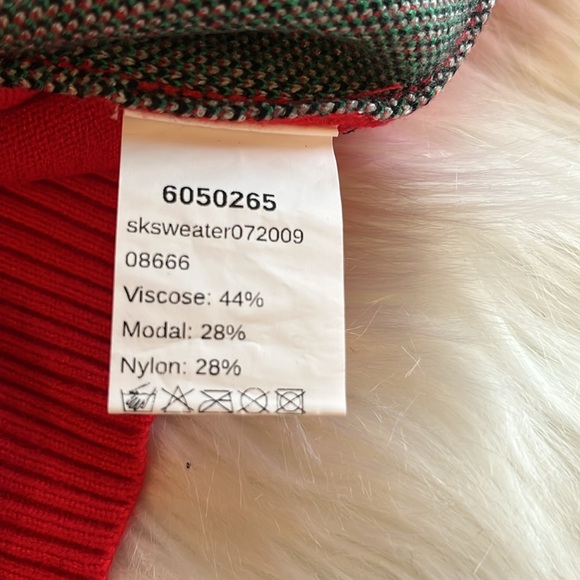 6050265
sksweater072009
08666
Viscose: 44%
Modal: 28%
Nylon: 28%